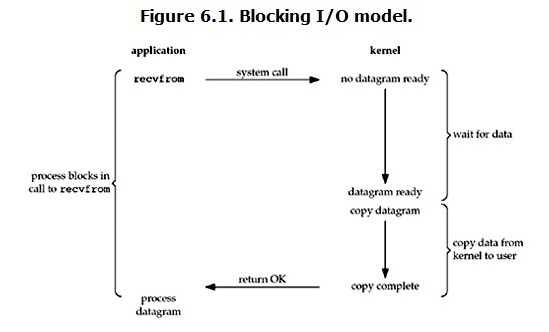 Figure 6.1. Blocking I/O model.
application
kernel
recvfrom
system call
no datagram ready
wait for data
process blocks in
call to recvfrom
datagram ready
copy datagram
copy data from
kernel to user
return OK
copy complete
process
datagram